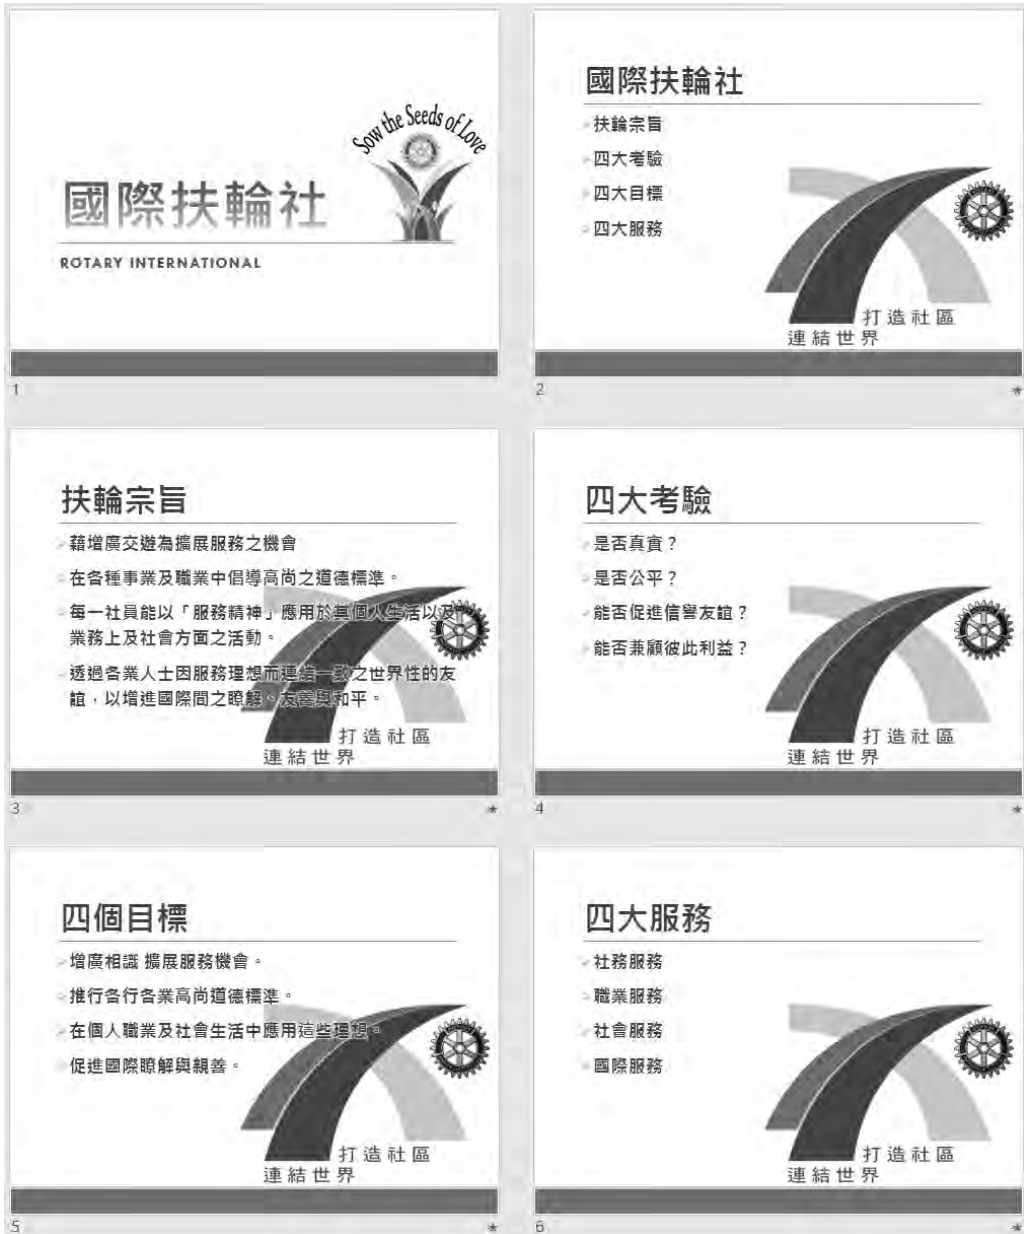 Sow the Seeds of Love
國際扶輪社
ROTARY INTERNATIONAL
1
國際扶輪社
扶輪宗旨
四大考驗
四大目標
四大服務
打造社區
連結世界
2
扶輪宗旨
藉增廣交遊為擴展服務之機會
在各種事業及職業中倡導高尚之道德標準。
每一社員能以「服務精神」應用於其個人生活以及
業務上及社會方面之活動。
透過各業人士因服務理想而連結一致之世界性的友
誼,以增進國際間之瞭解、友善與和平。
打造社區
連結世界
3
四大考驗
是否真實?
是否公平?
能否促進信譽友誼?
能否兼顧彼此利益?
打造社區
連結世界
4
四個目標
增廣相識 擴展服務機會。
推行各行各業高尚道德標準。
在個人職業及社會生活中應用這些理想。
促進國際瞭解與親善。
打造社區
連結世界
5
四大服務
社務服務
職業服務
社會服務
國際服務
打造社區
連結世界
6